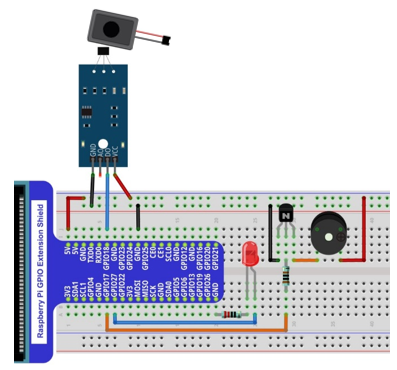 GND
AO
DO
VCC
N
Raspberry Pi GPIO Extension Shield
5V
5V
GND
TXD0
RXD0
GPIO18
GND
GPIO23
GPIO24
GND
GPIO25
CE0
CE1
SCL0
GND
GPIO12
GND
GPIO16
GPIO20
GPIO21
3V3
SDA1
SCL1
GPIO4
GND
GPIO17
GPIO27
GPIO22
3V3
MOSI
MISO
SCK
GND
SDA0
GPIO5
GPIO6
GPIO13
GPIO19
GPIO26
GND